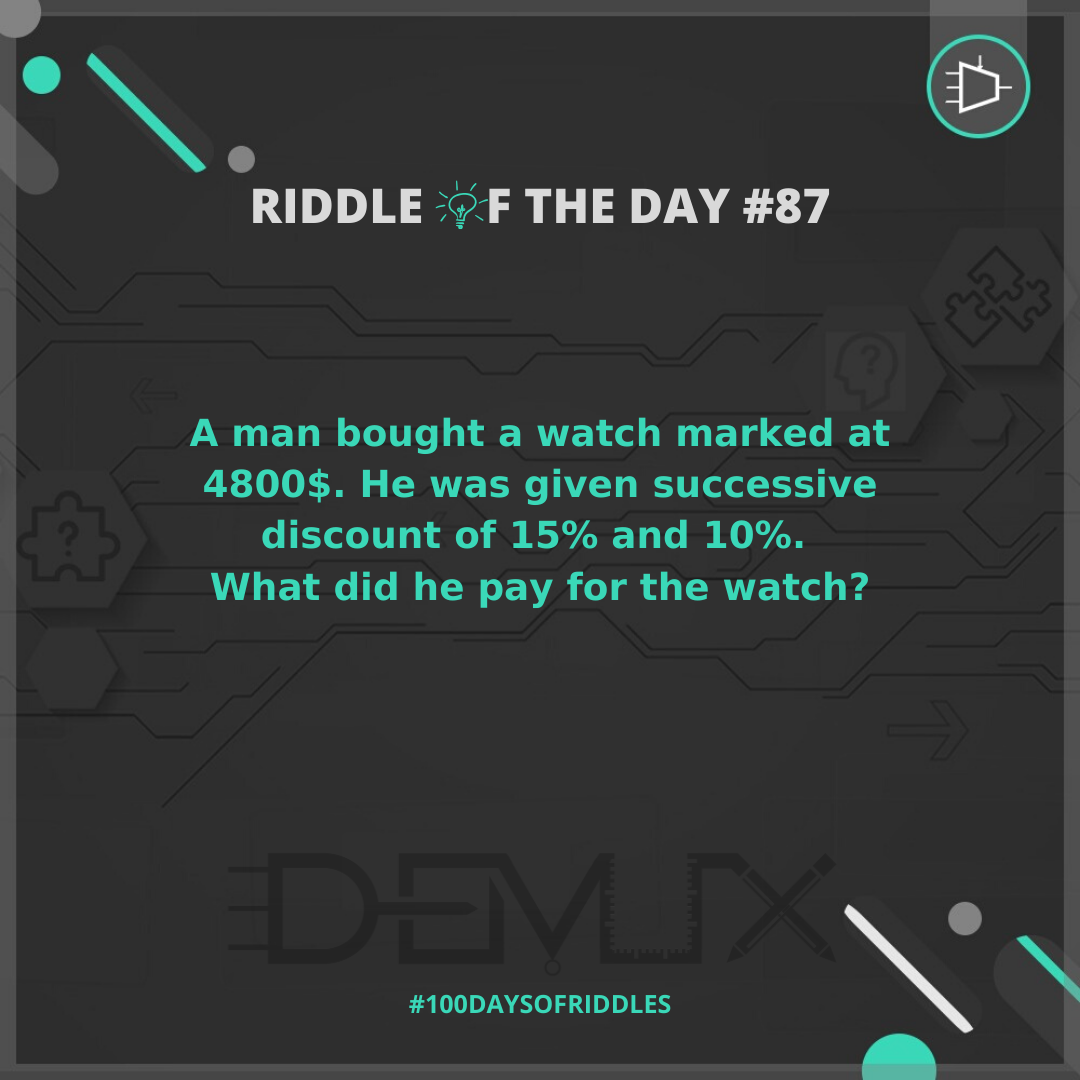 RIDDLE OF THE DAY #87
A man bought a watch marked at
4800$. He was given successive
discount of 15% and 10%.
What did he pay for the watch?
DEMUX
#100DAYSOFRIDDLES